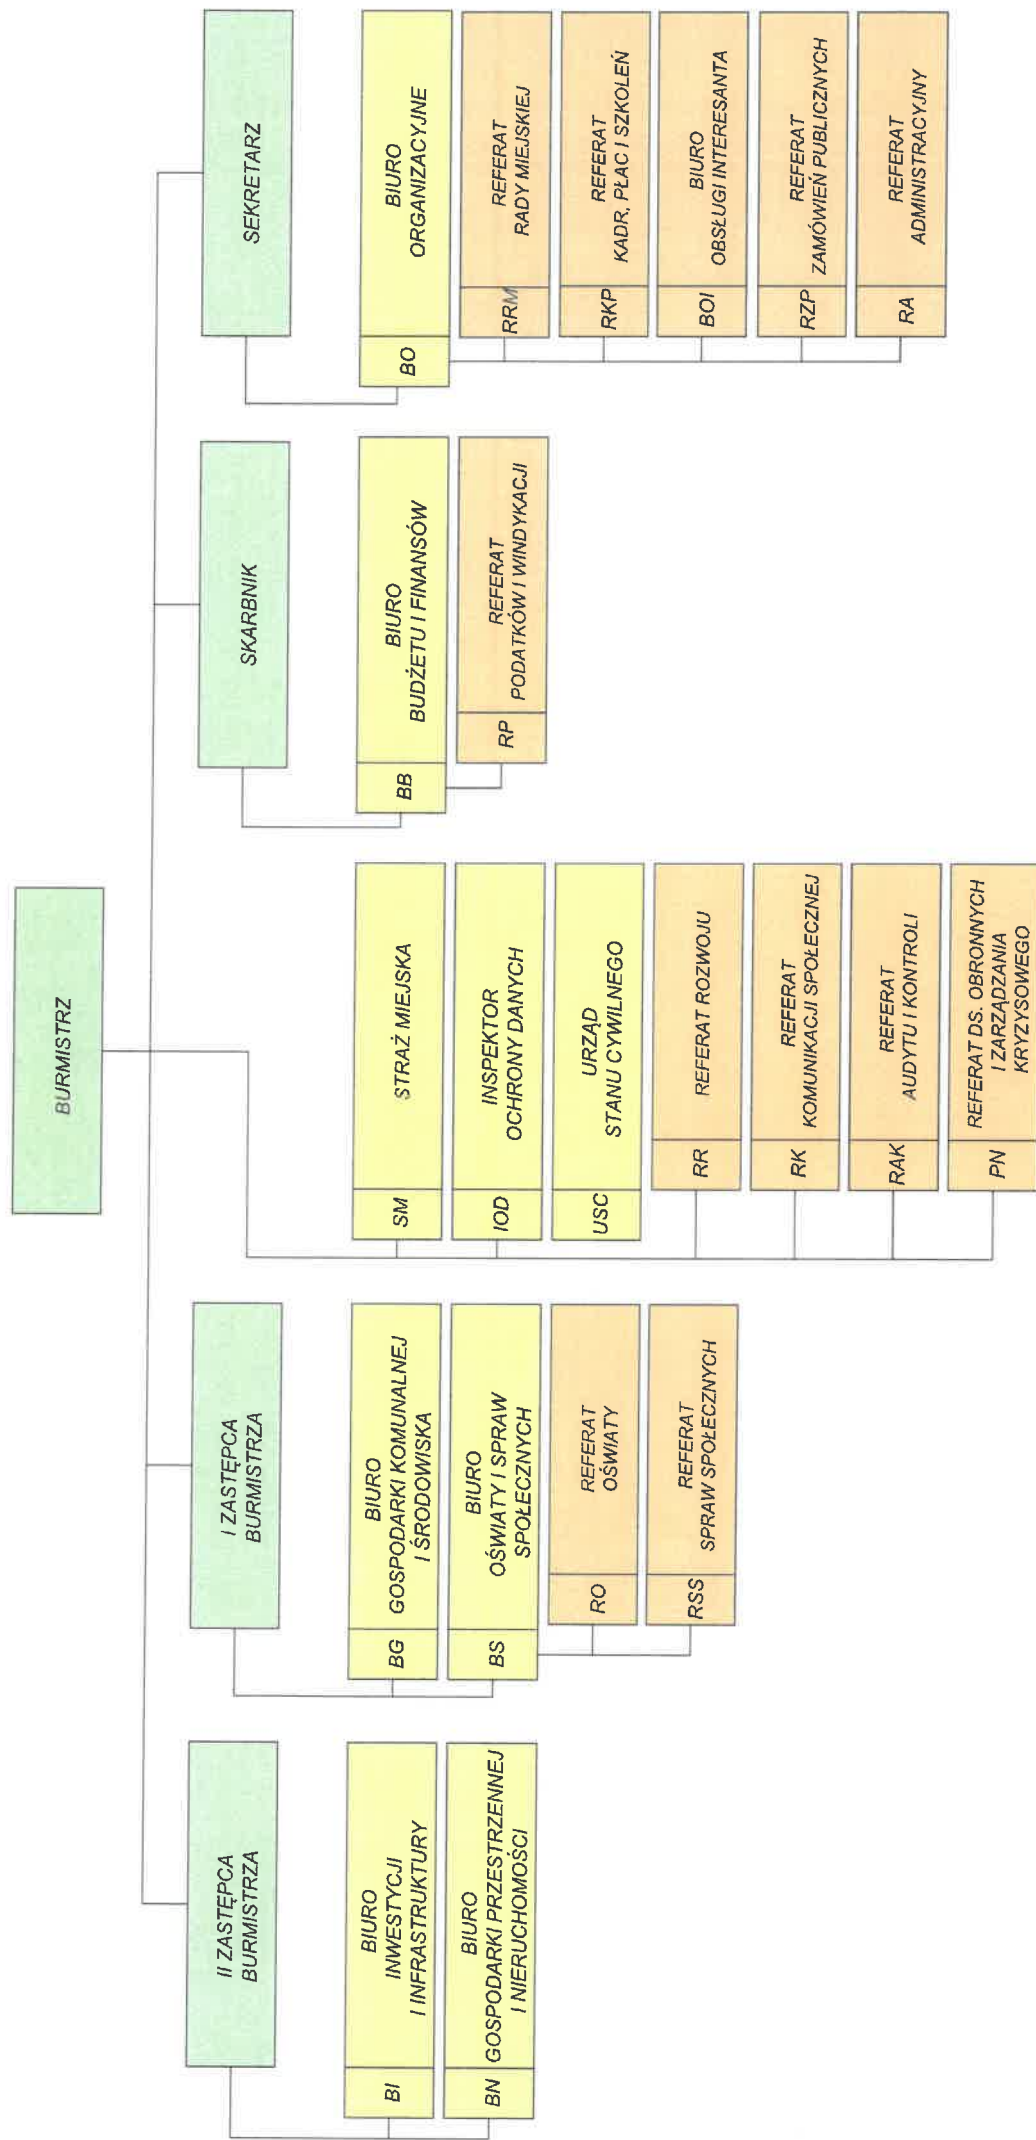 BURMISTRZ
II ZASTĘPCA
BURMISTRZA
I ZASTĘPCA
BURMISTRZA
SKARBNIK
SEKRETARZ
BI
BIURO
INWESTYCJI
I INFRASTRUKTURY
BN
BIURO
GOSPODARKI PRZESTRZENNEJ
I NIERUCHOMOŚCI
BG
BIURO
GOSPODARKI KOMUNALNEJ
I ŚRODOWISKA
BS
BIURO
OŚWIATY I SPRAW
SPOŁECZNYCH
RO
REFERAT
OŚWIATY
RSS
REFERAT
SPRAW SPOŁECZNYCH
SM
STRAŻ MIEJSKA
IOD
INSPEKTOR
OCHRONY DANYCH
USC
URZĄD
STANU CYWILNEGO
RR
REFERAT ROZWOJU
RK
REFERAT
KOMUNIKACJI SPOŁECZNEJ
RAK
REFERAT
AUDYTU I KONTROLI
PN
REFERAT DS. OBRONNYCH
I ZARZĄDZANIA
KRYZYSOWEGO
BB
BIURO
BUDŻETU I FINANSÓW
RP
REFERAT
PODATKÓW I WINDYKACJI
BO
BIURO
ORGANIZACYJNE
RRM
REFERAT
RADY MIEJSKIEJ
RKP
REFERAT
KADR, PŁAC I SZKOLEŃ
BOI
BIURO
OBSŁUGI INTERESANTA
RZP
REFERAT
ZAMÓWIEŃ PUBLICZNYCH
RA
REFERAT
ADMINISTRACYJNY